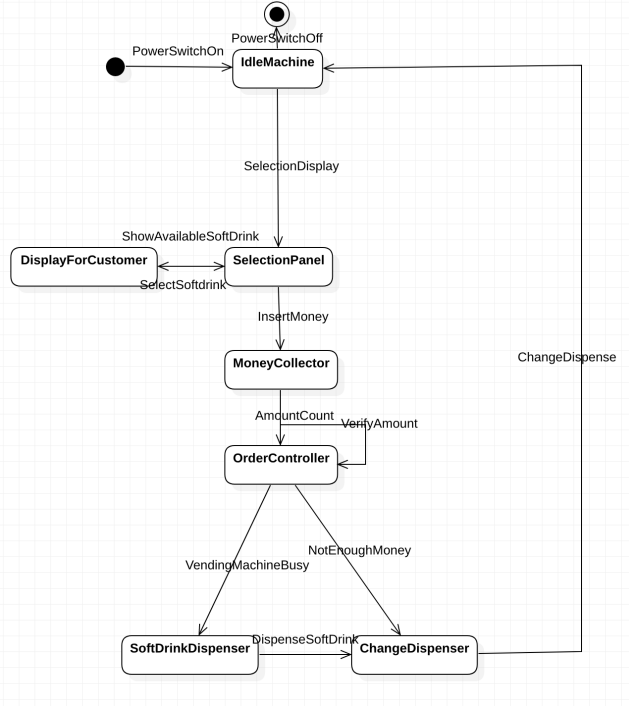 PowerSwitchOff
PowerSwitchOn
IdleMachine
SelectionDisplay
ShowAvailableSoftDrink
DisplayForCustomer
SelectionPanel
SelectSoftdrink
InsertMoney
ChangeDispense
MoneyCollector
AmountCount
VerifyAmount
OrderController
NotEnoughMoney
VendingMachineBusy
DispenseSoftDrink
SoftDrinkDispenser
ChangeDispenser